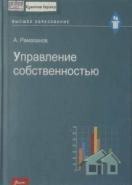 ВЫСШЕЕ ОБРАЗОВАНИЕ
А. Рамазанов
Управление
собственностью